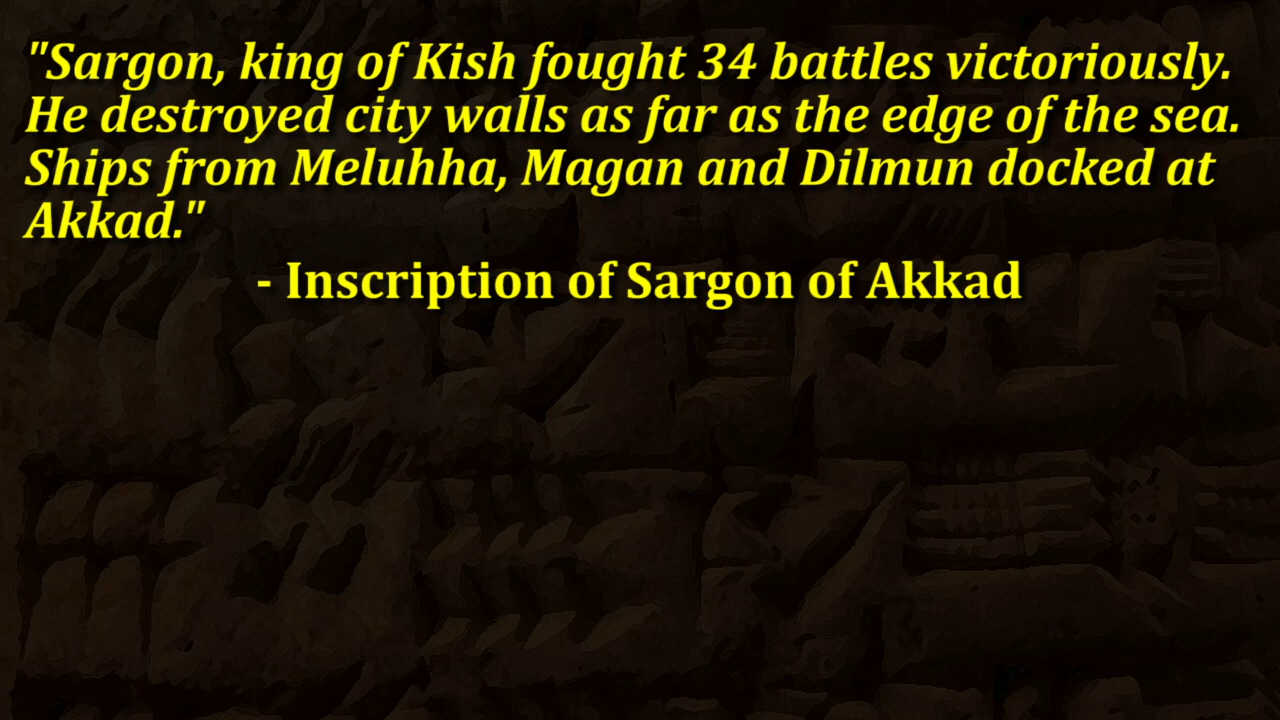 "Sargon, king of Kish fought 34 battles victoriously.
He destroyed city walls as far as the edge of the sea.
Ships from Meluhha, Magan and Dilmun docked at
Akkad."
- Inscription of Sargon of Akkad